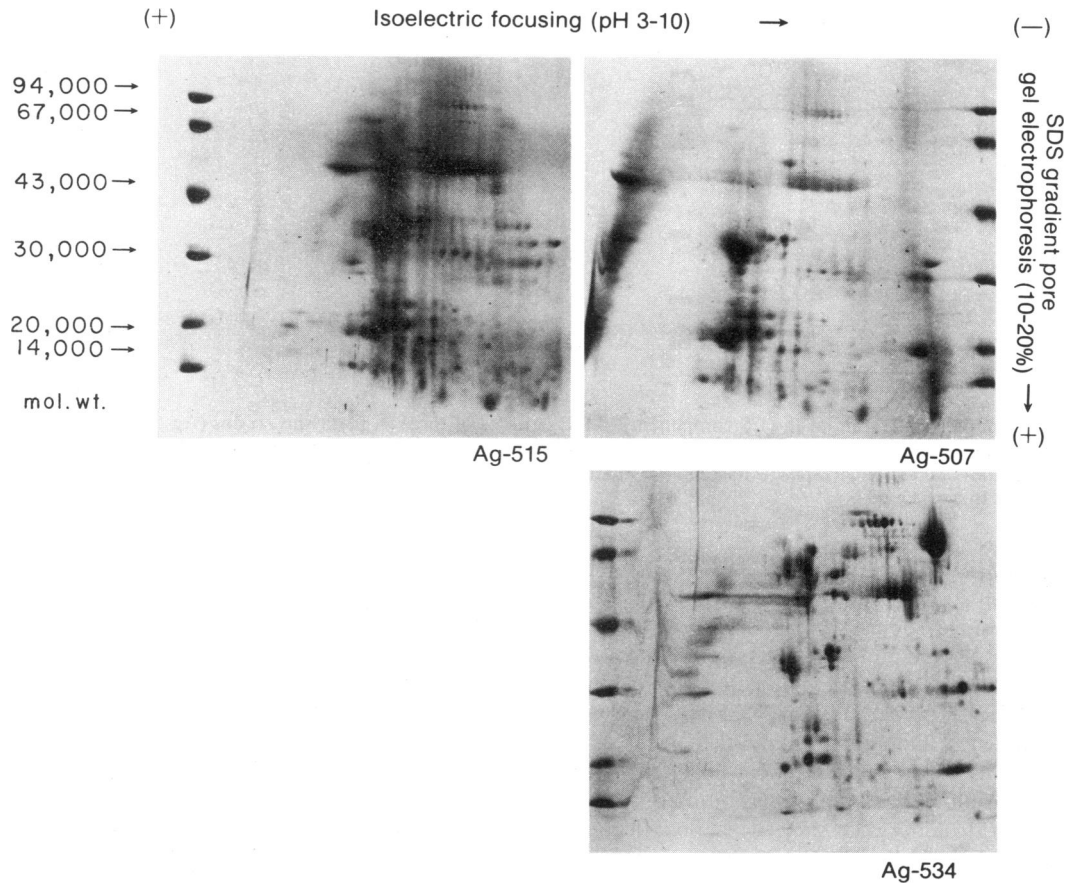 (+)
Isoelectric focusing (pH 3-10) →
(—)
94,000→
67,000→
43,000→
30,000→
20,000→
14,000→
mol. wt.
SDS gradient pore
gel electrophoresis (10-20%) →
(+)
Ag-515
Ag-507
Ag-534